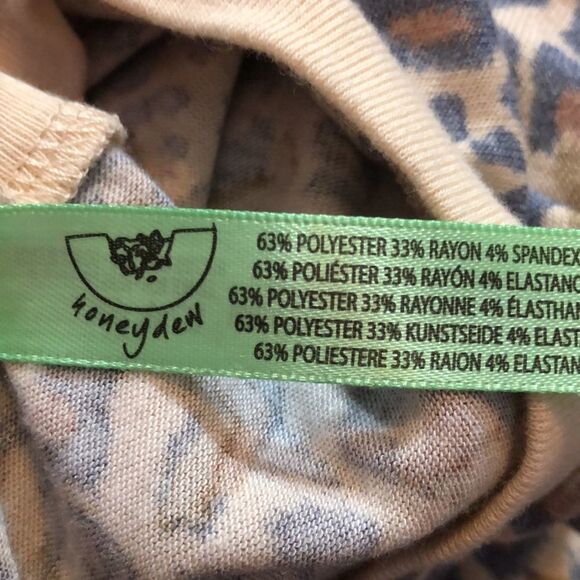 honeydew
63% POLYESTER 33% RAYON 4% SPANDEX
63% POLIÉSTER 33% RAYÓN 4% ELASTANO
63% POLYESTER 33% RAYONNE 4% ÉLASTHA
63% POLYESTER 33% KUNSTSEIDE 4% ELAST
63% POLIESTERE 33% RAION 4% ELASTAN